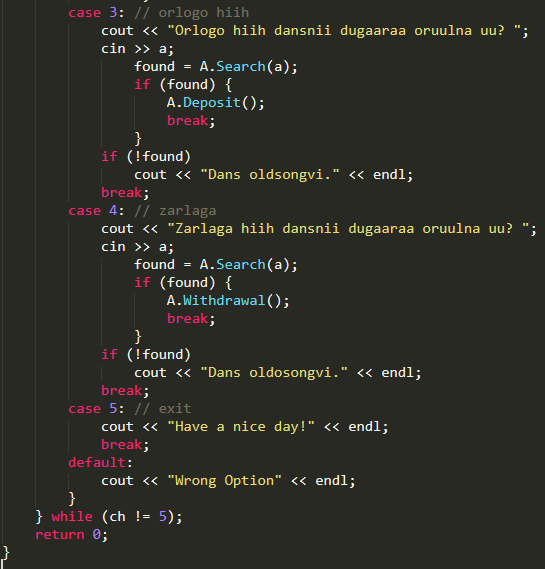 case 3: // orlogo hiih
cout << "Orlogo hiih dansnii dugaaraa oruulna uu? ";
cin >> a;
found = A.Search(a);
if (found) {
A.Deposit();
break;
}
if (!found)
cout << "Dans oldsongvi." << endl;
break;
case 4: // zarlaga
cout << "Zarlaga hiih dansnii dugaaraa oruulna uu? ";
cin >> a;
found = A.Search(a);
if (found) {
A.Withdrawal();
break;
}
if (!found)
cout << "Dans oldosongvi." << endl;
break;
case 5: // exit
cout << "Have a nice day!" << endl;
break;
default:
cout << "Wrong Option" << endl;
}
} while (ch != 5);
return 0;
}